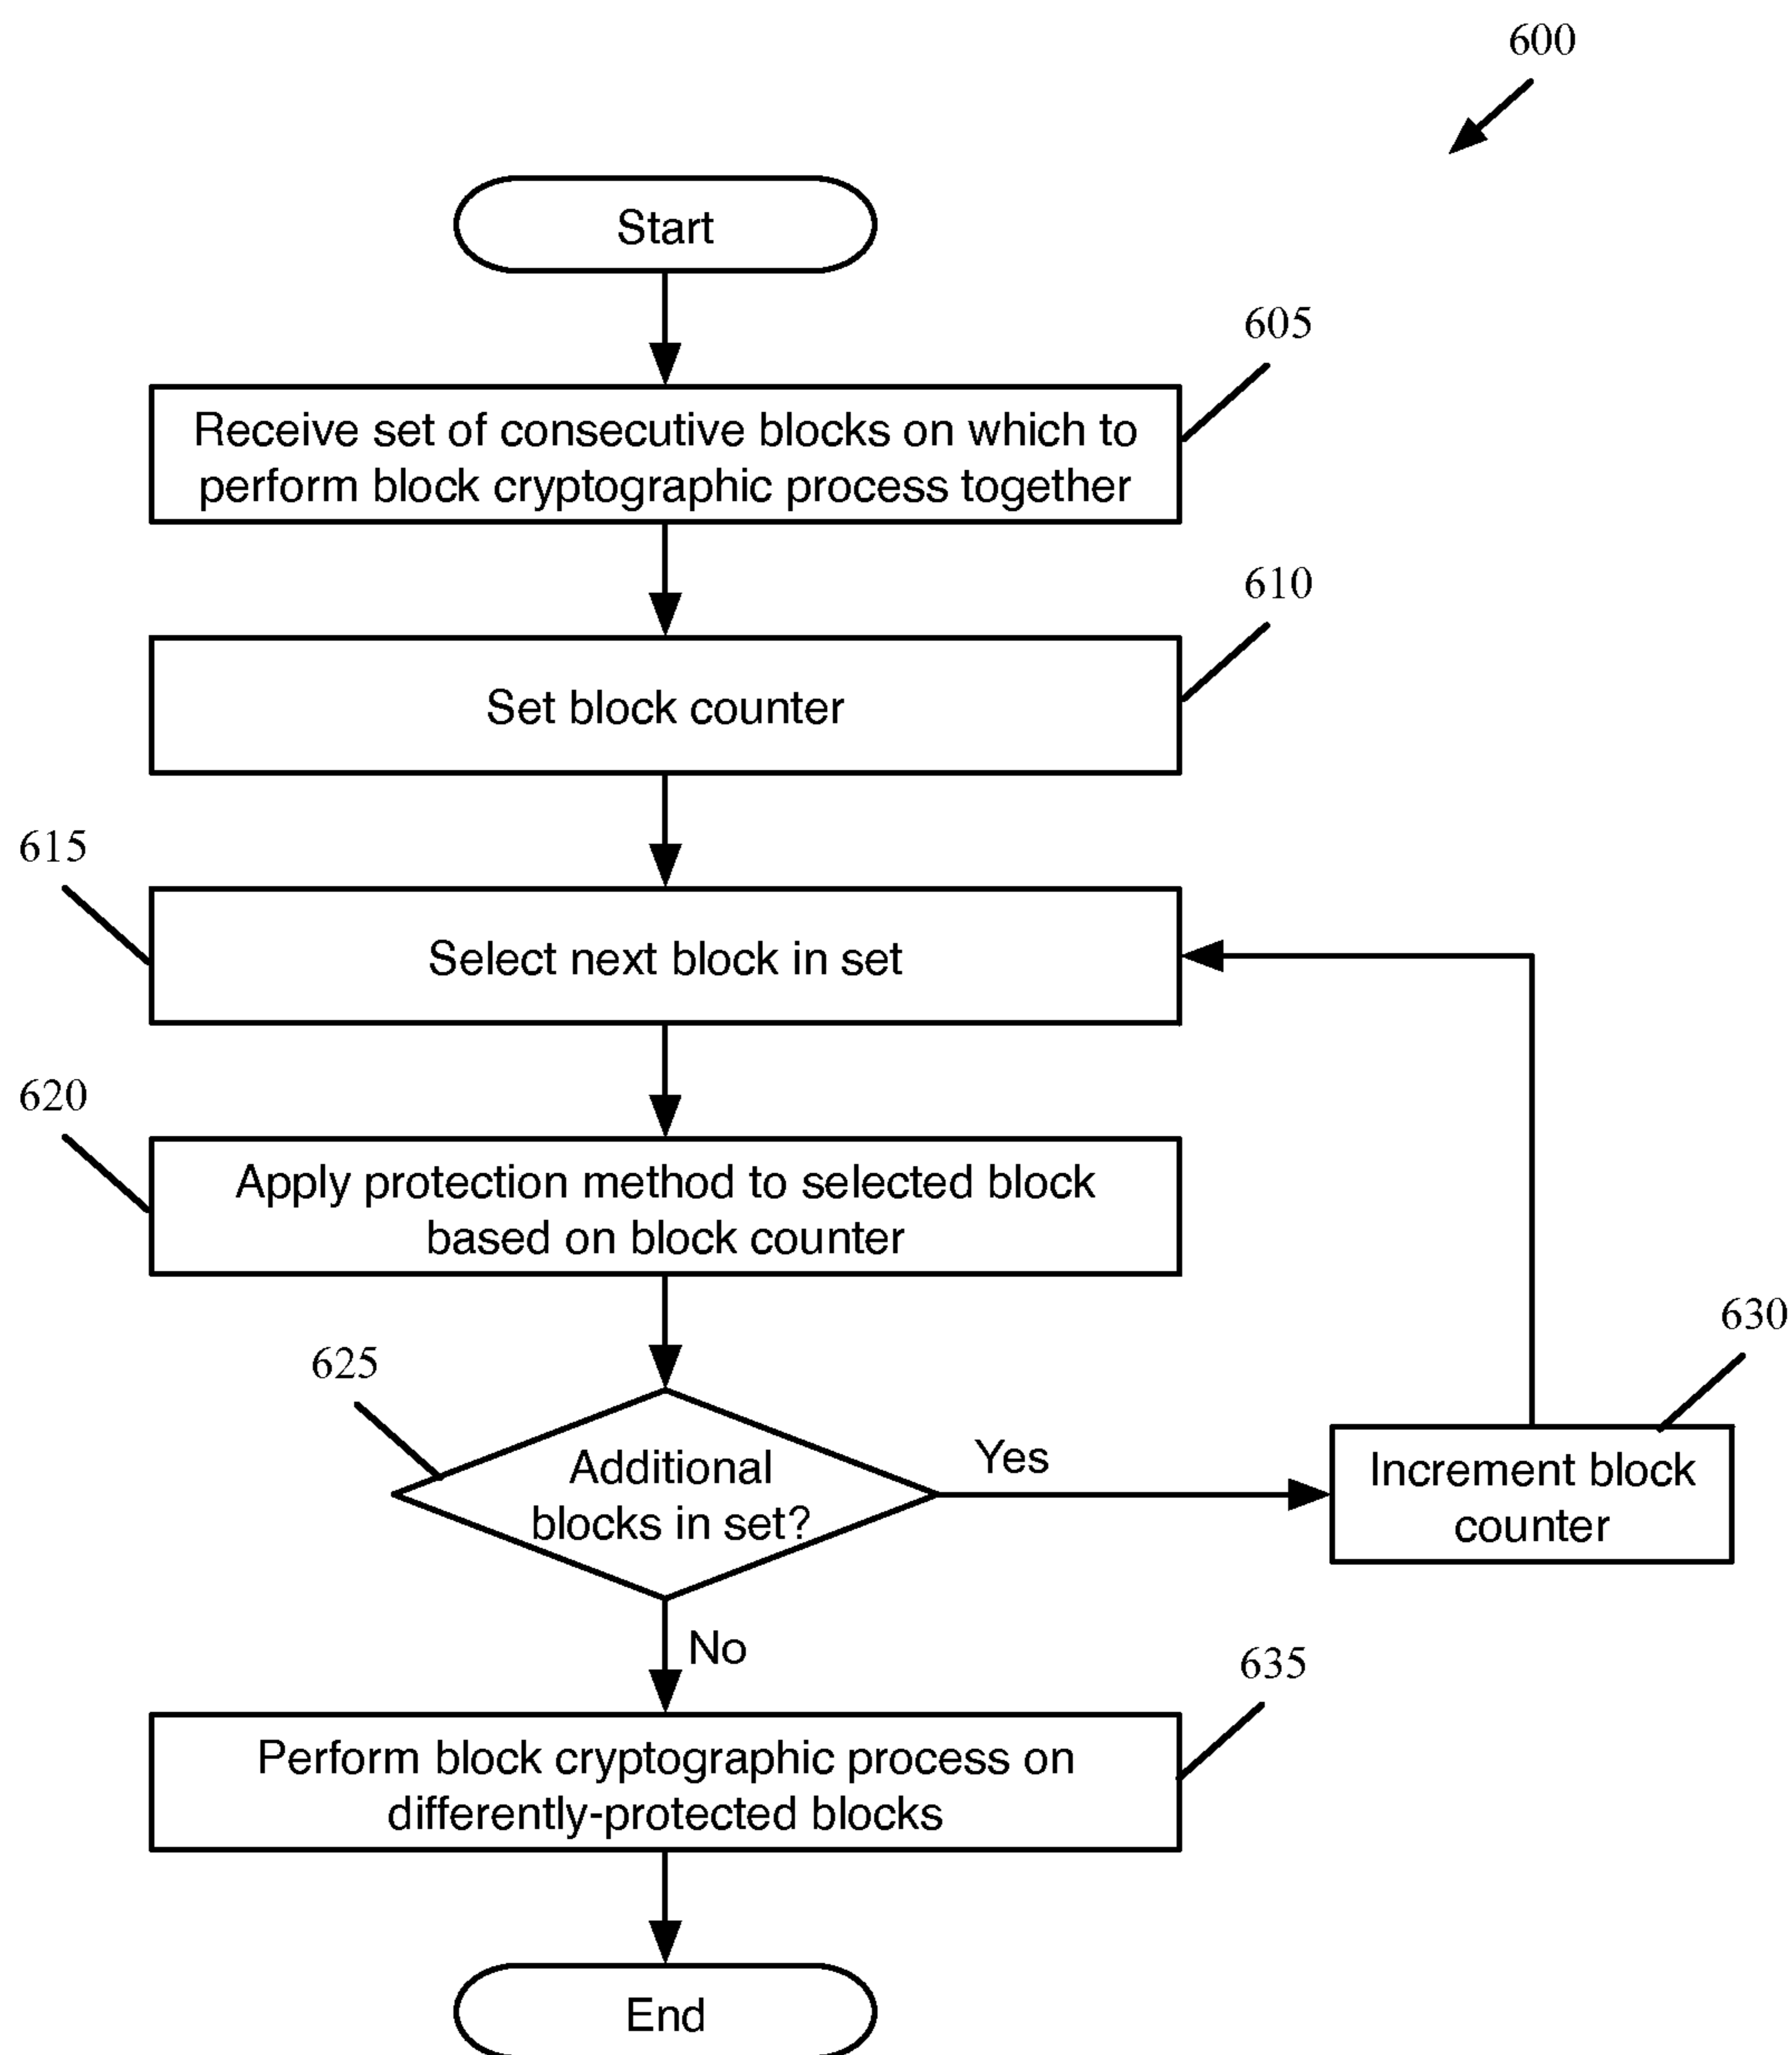 600
Start
605
Receive set of consecutive blocks on which to
perform block cryptographic process together
610
Set block counter
615
Select next block in set
620
Apply protection method to selected block
based on block counter
625
Additional
blocks in set?
Yes
630
Increment block
counter
No
635
Perform block cryptographic process on
differently-protected blocks
End